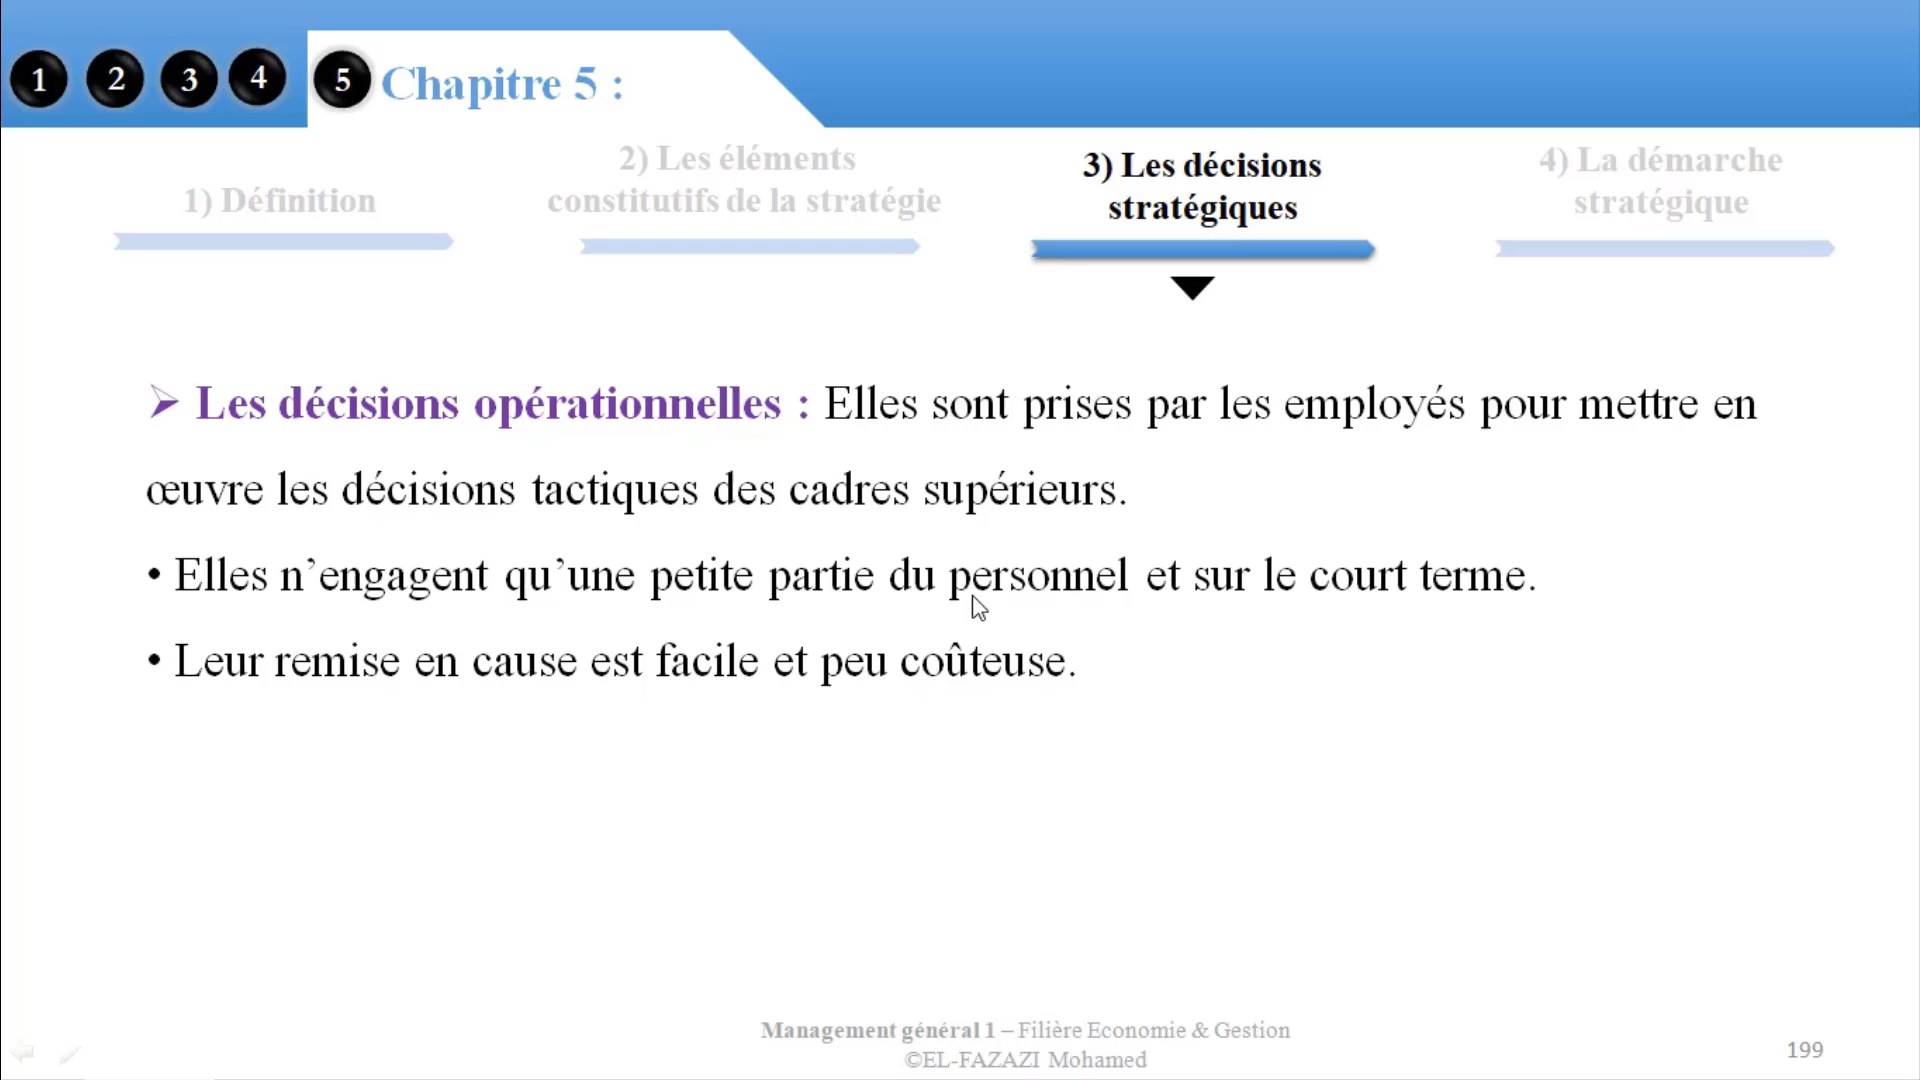 1 2 3 4 5 Chapitre 5 :
1) Définition
2) Les éléments
constitutifs de la stratégie
3) Les décisions
stratégiques
4) La démarche
stratégique
➢ Les décisions opérationnelles : Elles sont prises par les employés pour mettre en
œuvre les décisions tactiques des cadres supérieurs.
• Elles n’engagent qu’une petite partie du personnel et sur le court terme.
• Leur remise en cause est facile et peu coûteuse.
Management général 1 – Filière Economie & Gestion
©EL-FAZAZI Mohamed
199